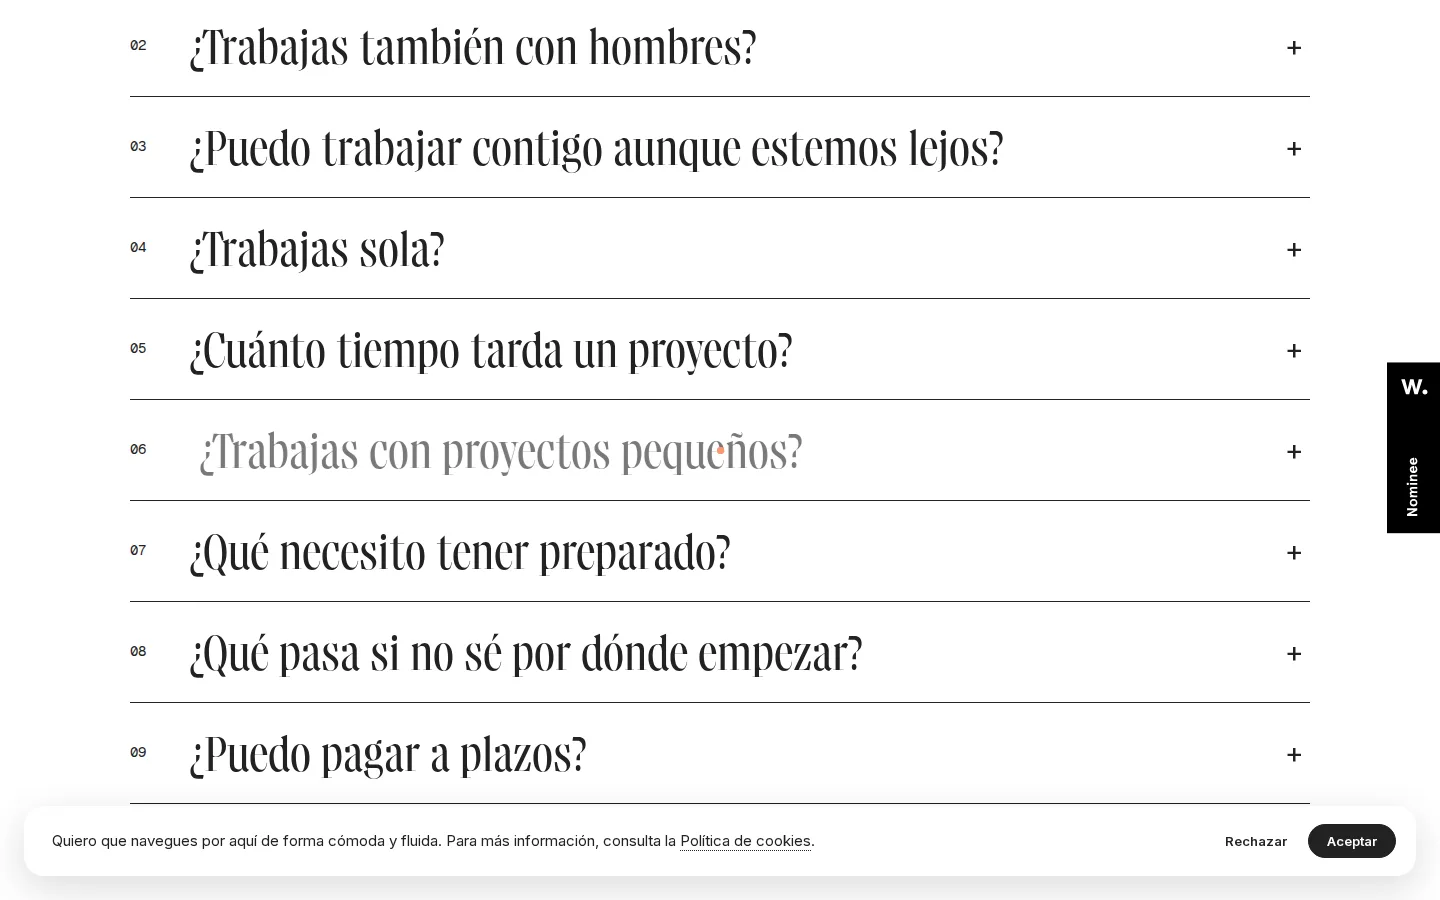 02 ¿Trabajas también con hombres? +
03 ¿Puedo trabajar contigo aunque estemos lejos? +
04 ¿Trabajas sola? +
05 ¿Cuánto tiempo tarda un proyecto? +
06 ¿Trabajas con proyectos pequeños? +
W.
Nominee
07 ¿Qué necesito tener preparado? +
08 ¿Qué pasa si no sé por dónde empezar? +
09 ¿Puedo pagar a plazos? +
Quiero que navegues por aquí de forma cómoda y fluida. Para más información, consulta la Política de cookies. Rechazar Aceptar